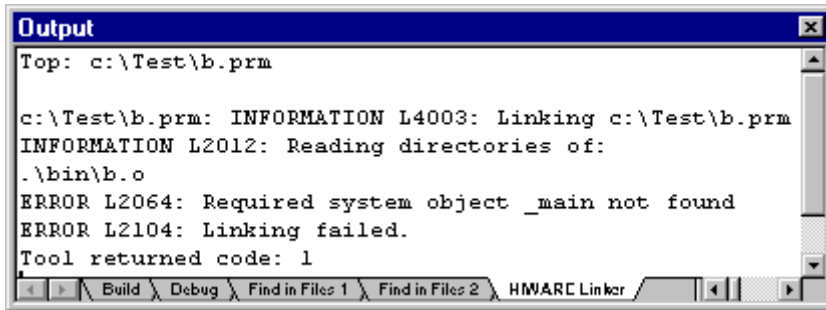 Output
Top: c:\Test\b.prm
c:\Test\b.prm: INFORMATION L4003: Linking c:\Test\b.prm
INFORMATION L2012: Reading directories of:
.\bin\b.o
ERROR L2064: Required system object _main not found
ERROR L2104: Linking failed.
Tool returned code: 1
Build Debug Find in Files 1 Find in Files 2 HIWARE Linker